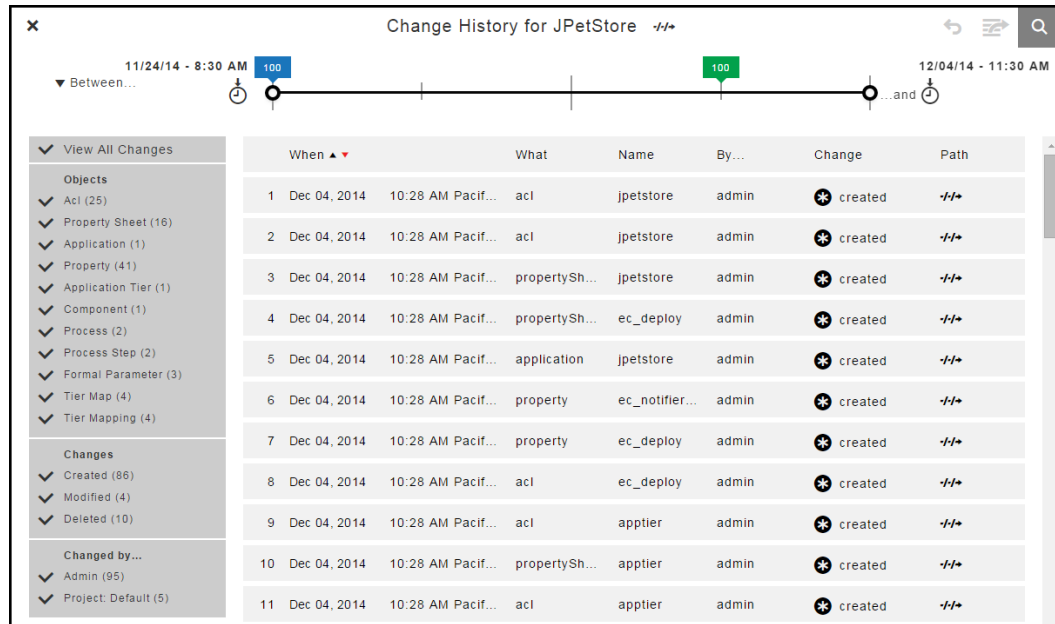 Change History for JPetStore
11/24/14 - 8:30 AM
100
100
12/04/14 - 11:30 AM
▼ Between...
...and
View All Changes
Objects
Acl (25)
Property Sheet (16)
Application (1)
Property (41)
Application Tier (1)
Component (1)
Process (2)
Process Step (2)
Formal Parameter (3)
Tier Map (4)
Tier Mapping (4)
Changes
Created (86)
Modified (4)
Deleted (10)
Changed by...
Admin (95)
Project: Default (5)
When ▲ ▼ What Name By... Change Path
1 Dec 04, 2014 10:28 AM Pacif... acl jpetstore admin created
2 Dec 04, 2014 10:28 AM Pacif... acl jpetstore admin created
3 Dec 04, 2014 10:28 AM Pacif... propertySh... jpetstore admin created
4 Dec 04, 2014 10:28 AM Pacif... propertySh... ec_deploy admin created
5 Dec 04, 2014 10:28 AM Pacif... application jpetstore admin created
6 Dec 04, 2014 10:28 AM Pacif... property ec_notifier... admin created
7 Dec 04, 2014 10:28 AM Pacif... property ec_deploy admin created
8 Dec 04, 2014 10:28 AM Pacif... acl ec_deploy admin created
9 Dec 04, 2014 10:28 AM Pacif... acl apptier admin created
10 Dec 04, 2014 10:28 AM Pacif... propertySh... apptier admin created
11 Dec 04, 2014 10:28 AM Pacif... acl apptier admin created